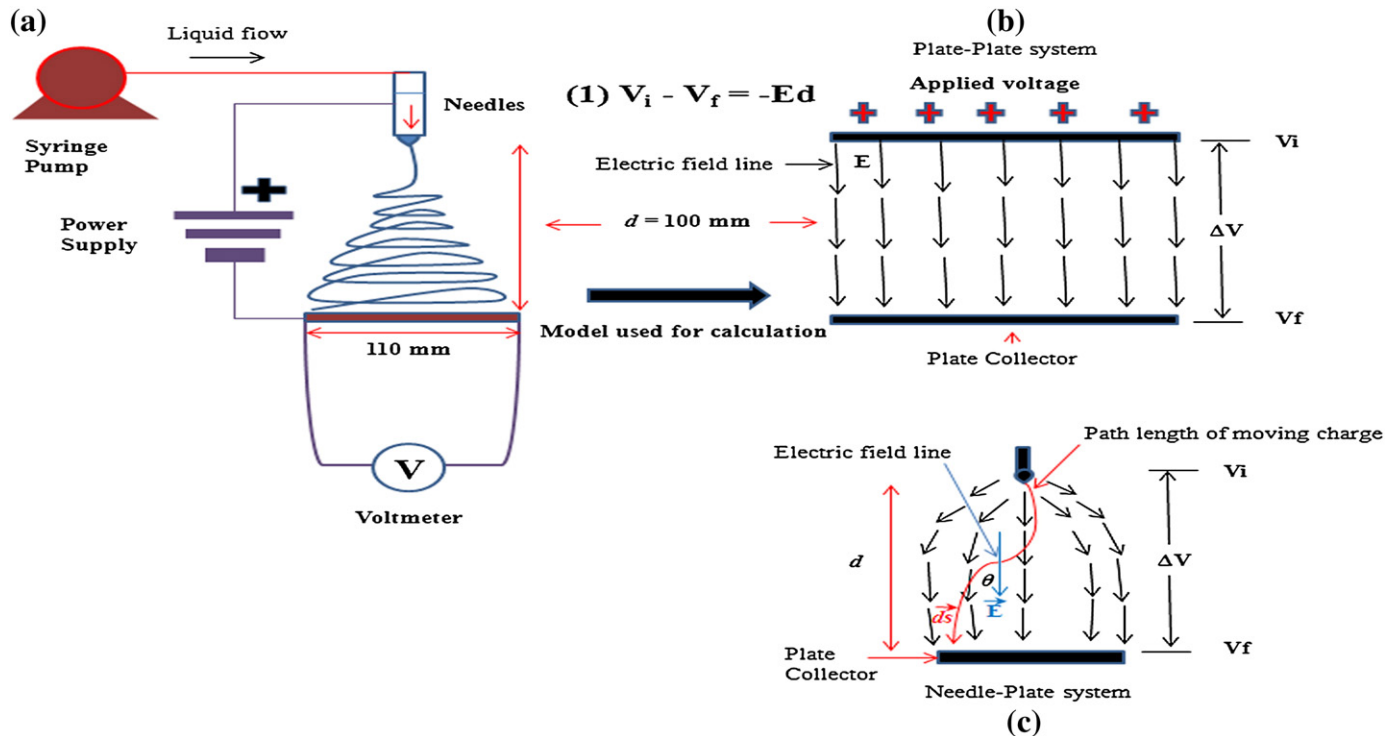 (a)
Liquid flow
Needles
Syringe
Pump
Power
Supply
110 mm
V
Voltmeter
(1) Vᵢ - V_f = -Ed
d = 100 mm
Model used for calculation
(b)
Plate-Plate system
Applied voltage
Electric field line
E
Vi
ΔV
Vf
Plate Collector
Electric field line
Path length of moving charge
Vi
d
θ
ds
E
ΔV
Vf
Plate
Collector
Needle-Plate system
(c)